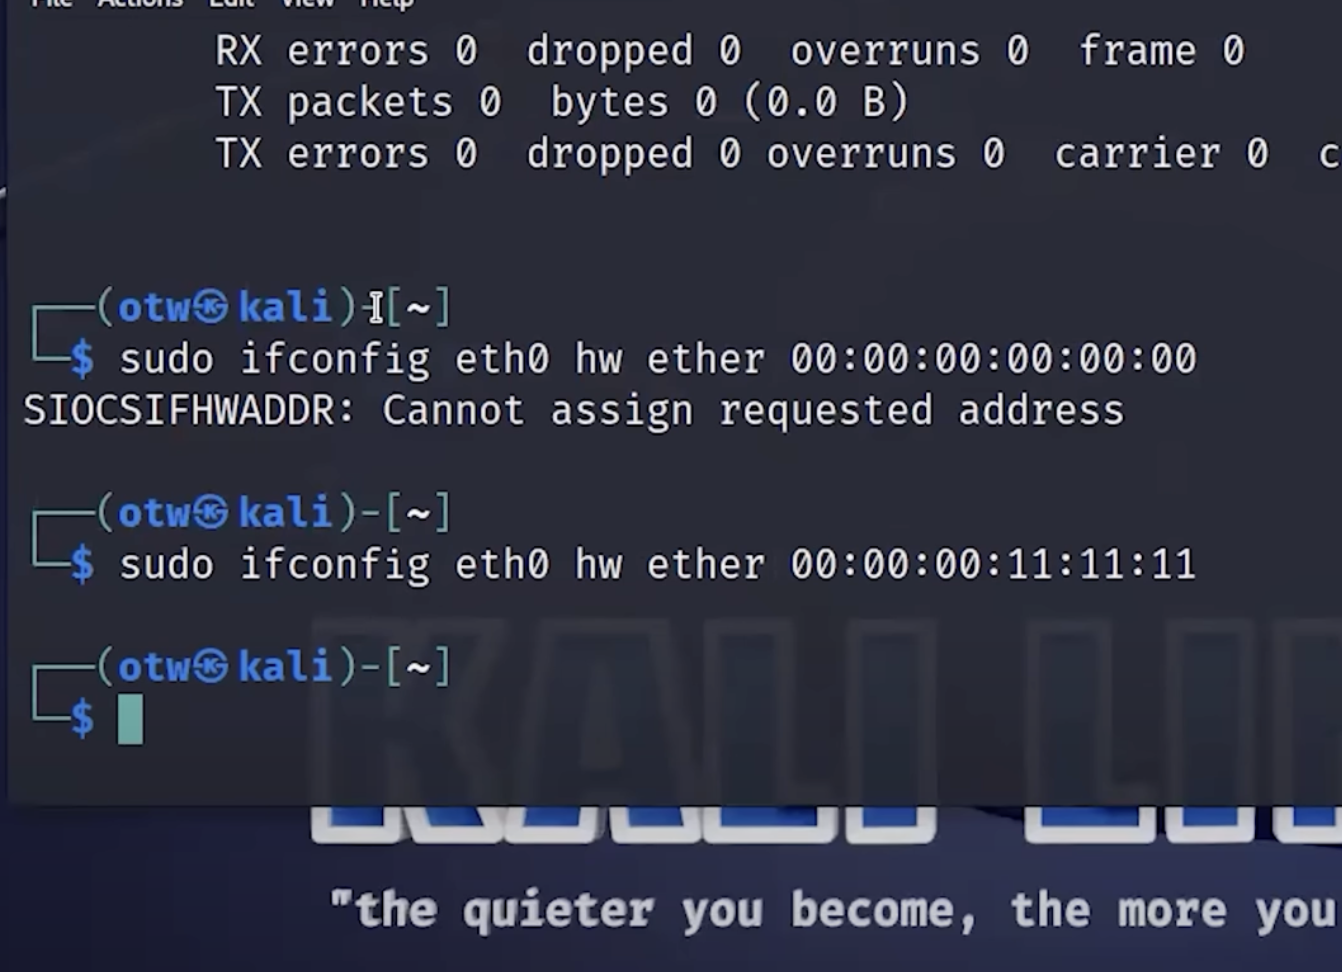 File Actions Edit View Help
RX errors 0  dropped 0  overruns 0  frame 0
TX packets 0  bytes 0 (0.0 B)
TX errors 0  dropped 0 overruns 0  carrier 0  c
(otw㉿kali)-[~]
$ sudo ifconfig eth0 hw ether 00:00:00:00:00:00
SIOCSIFHWADDR: Cannot assign requested address
(otw㉿kali)-[~]
$ sudo ifconfig eth0 hw ether 00:00:00:11:11:11
(otw㉿kali)-[~]
$
KALI LI
"the quieter you become, the more you